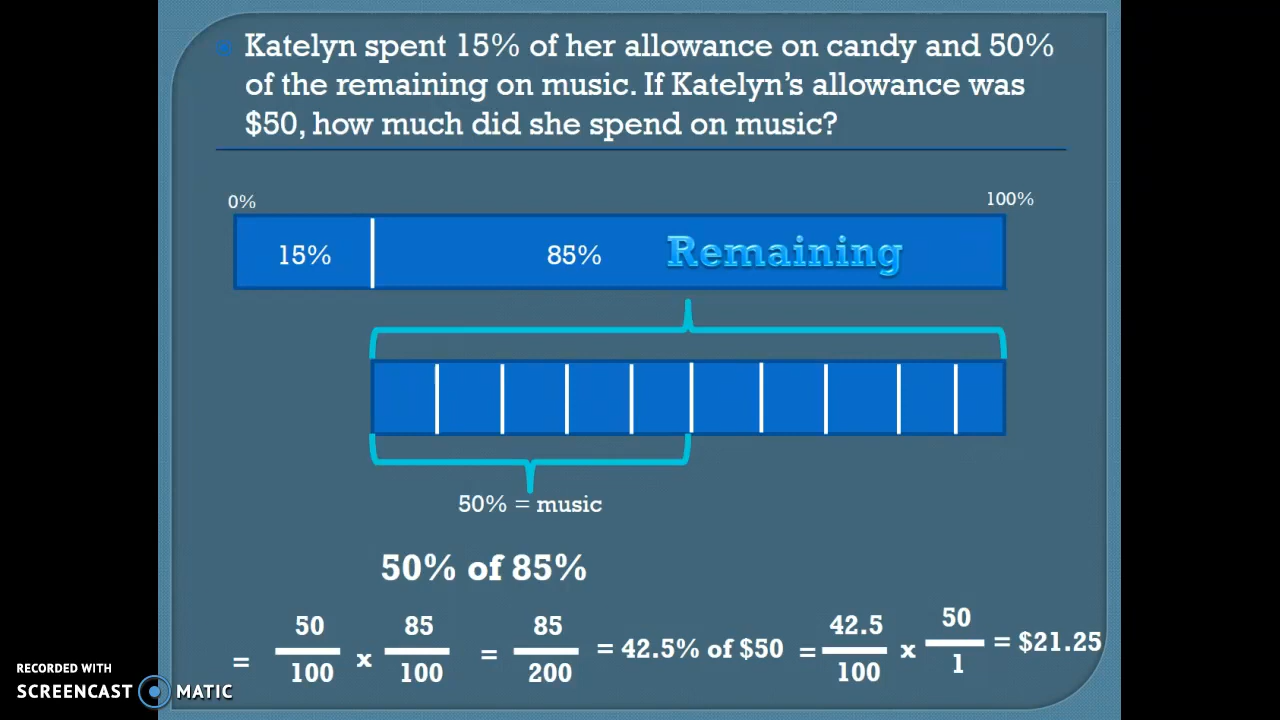 Katelyn spent 15% of her allowance on candy and 50%
of the remaining on music. If Katelyn’s allowance was
$50, how much did she spend on music?
0% 100%
15% 85% Remaining
50% = music
50% of 85%
= 50/100 x 85/100 = 85/200 = 42.5% of $50 = 42.5/100 x 50/1 = $21.25
RECORDED WITH
SCREENCAST MATIC